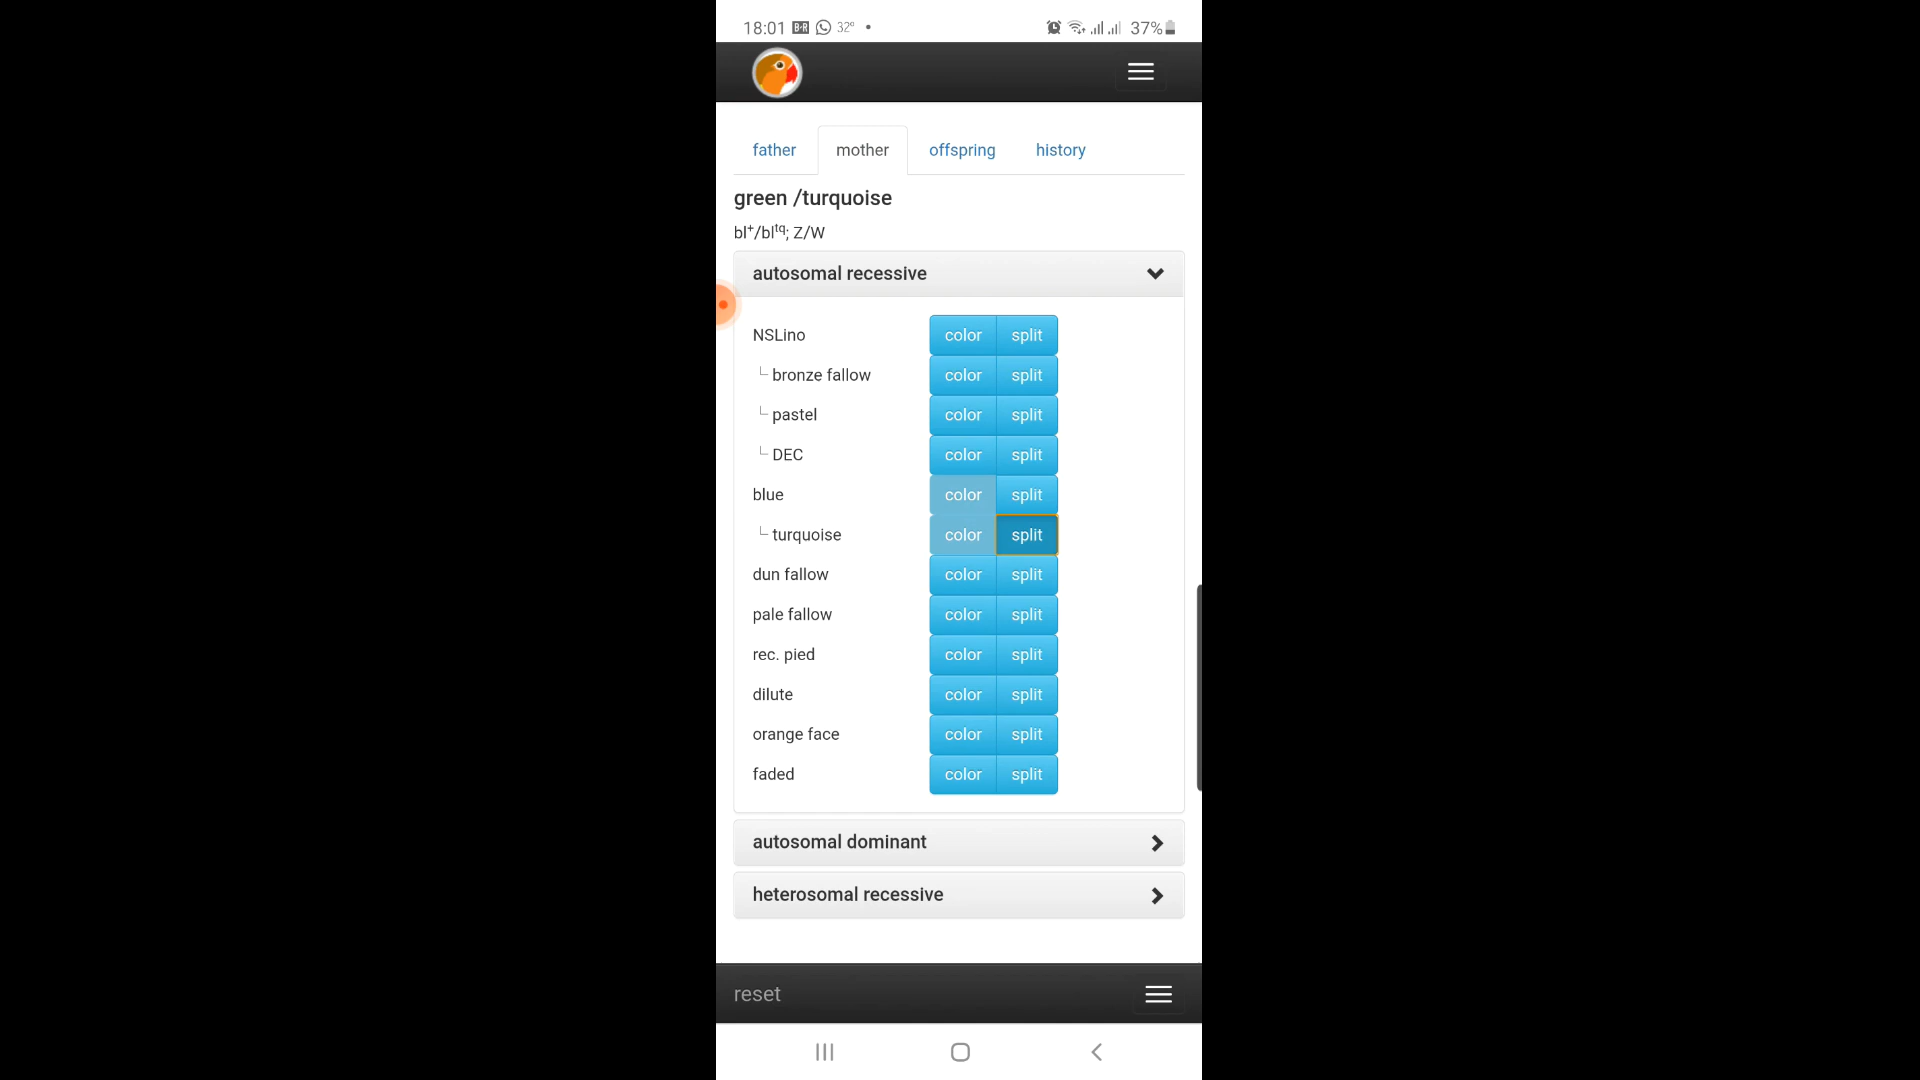 18:01 B&R 32° • 37%
father mother offspring history
green /turquoise
bl⁺/blᵗq; Z/W
autosomal recessive
NSLino color split
bronze fallow color split
pastel color split
DEC color split
blue color split
turquoise color split
dun fallow color split
pale fallow color split
rec. pied color split
dilute color split
orange face color split
faded color split
autosomal dominant
heterosomal recessive
reset